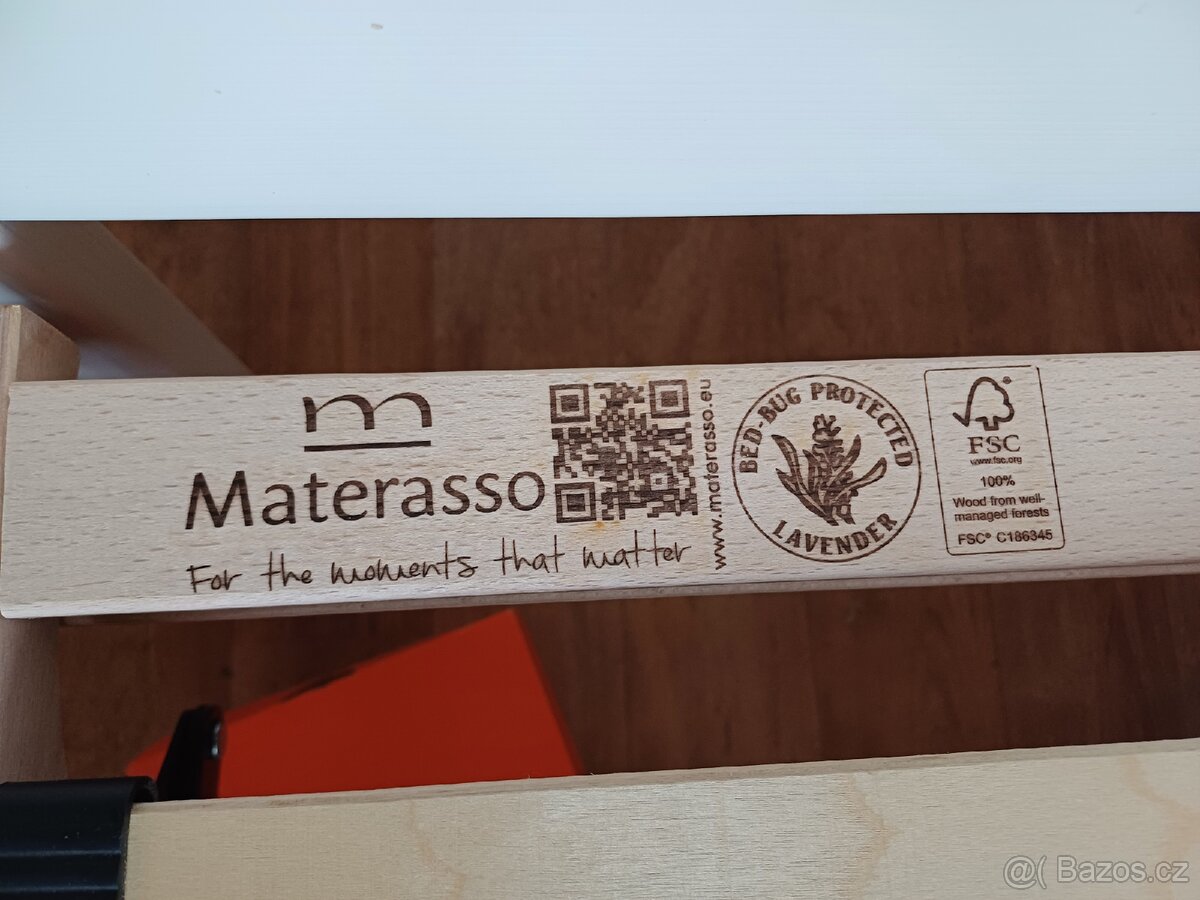 m
Materasso
For the moments that matter
www.materasso.eu
BED-BUG PROTECTED
LAVENDER
FSC®
www.fsc.org
100%
Wood from well-
managed forests
FSC® C186345
@( Bazos.cz